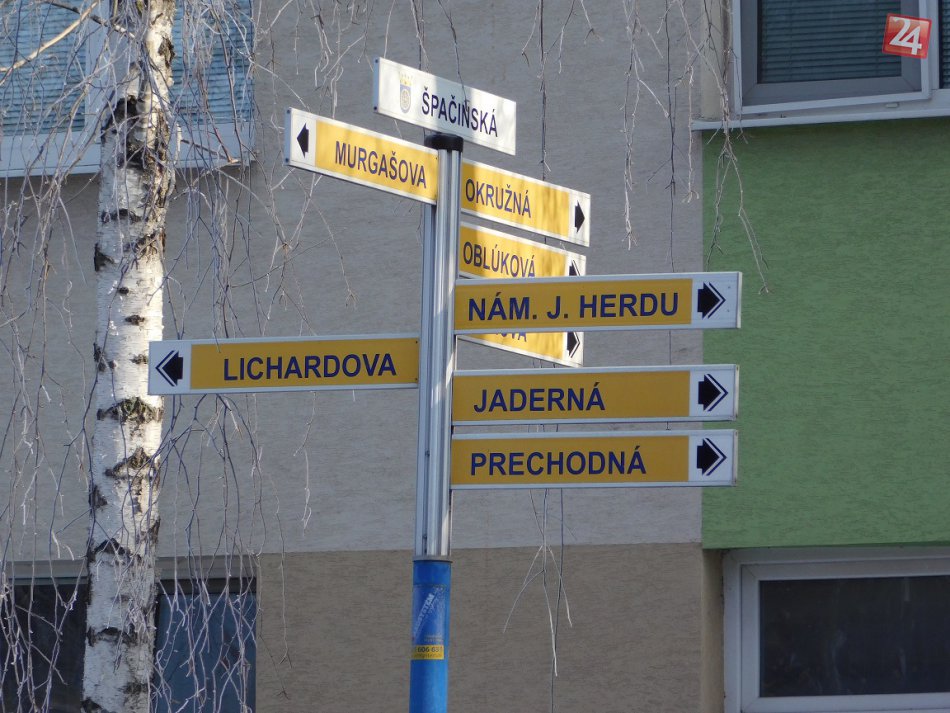 24
ŠPAČINSKÁ
MURGAŠOVA
OKRUŽNÁ
OBLÚKOVÁ
NÁM. J. HERDU
LICHARDOVA
JADERNÁ
PRECHODNÁ